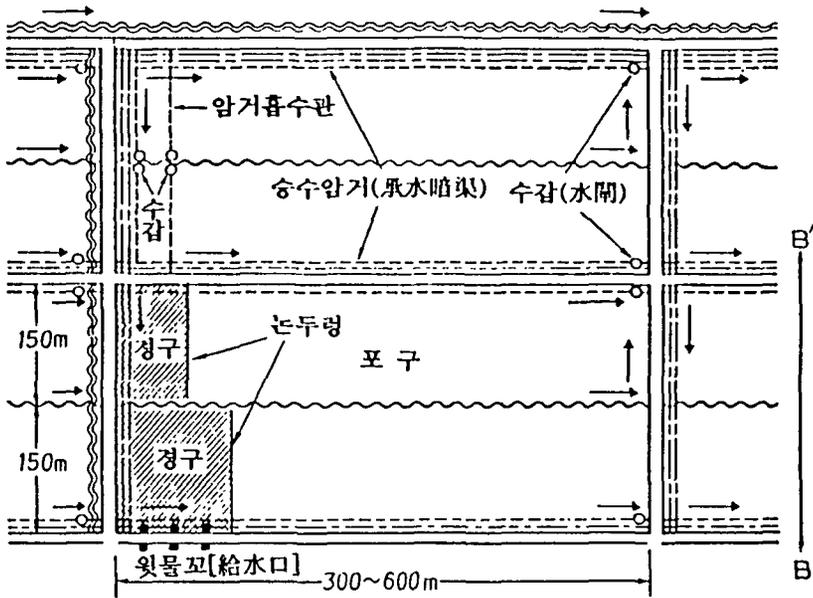 암거흡수관
승수암거(承水暗渠)
수갑(水閘)
수
갑
B'
논두렁
150m
경구
포 구
150m
경구
윗물꼬[給水口]
300~600m
B